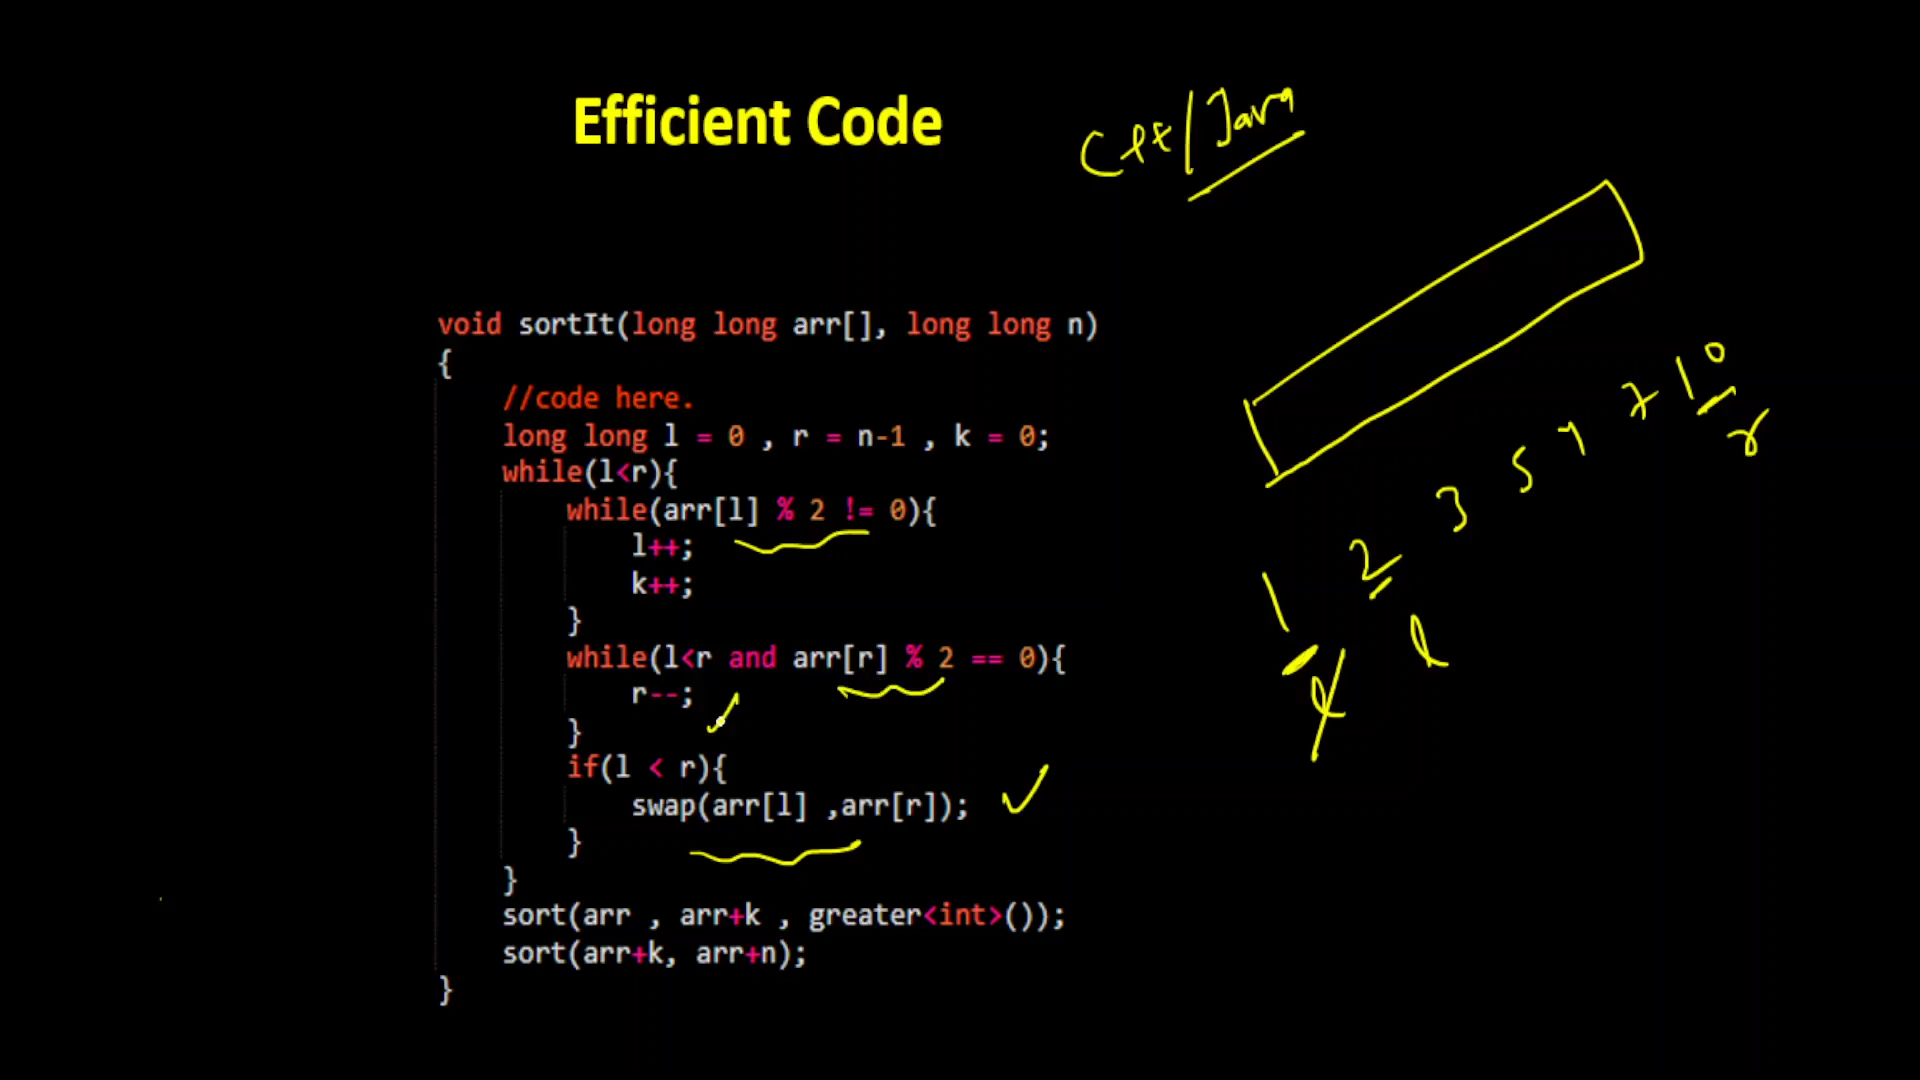 Efficient Code
C++/Java
void sortIt(long long arr[], long long n)
{
//code here.
long long l = 0 , r = n-1 , k = 0;
while(l<r){
while(arr[l] % 2 != 0){
l++;
k++;
}
while(l<r and arr[r] % 2 == 0){
r--;
}
if(l < r){
swap(arr[l] ,arr[r]);
}
}
sort(arr , arr+k , greater<int>());
sort(arr+k, arr+n);
}
1 2 3 5 4 7 10
l l r